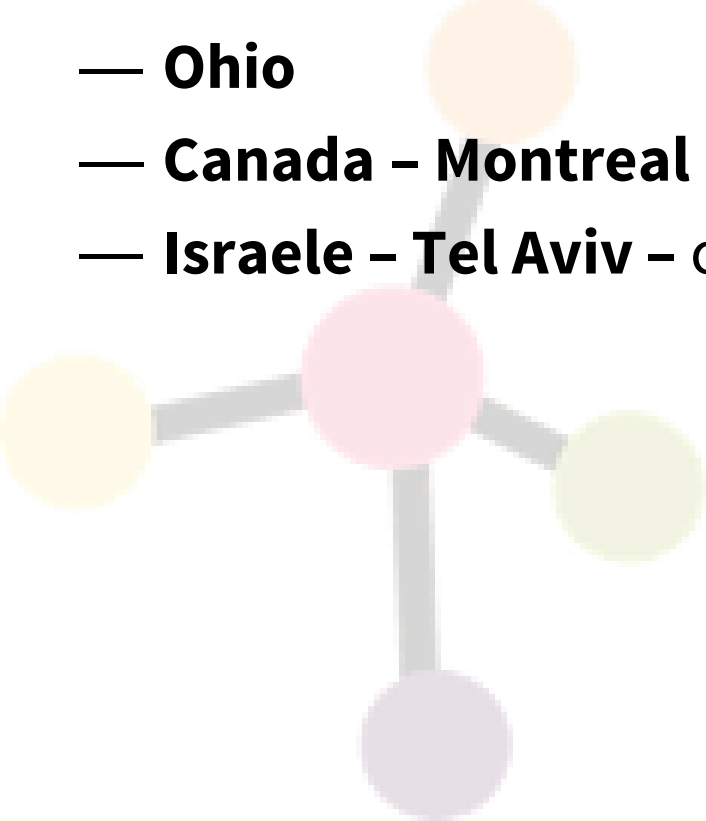 — Ohio
— Canada – Montreal
— Israele – Tel Aviv –